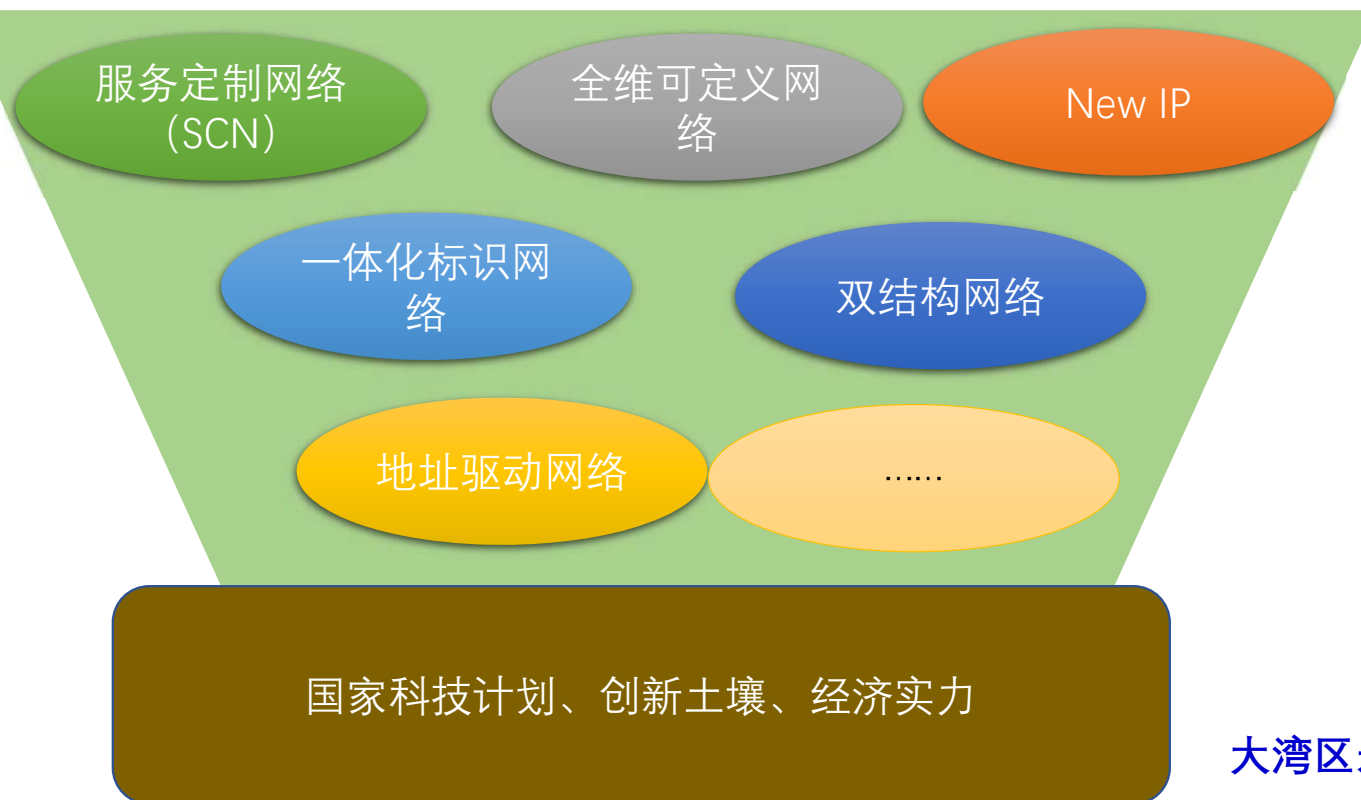 服务定制网络
（SCN）
全维可定义网
络
New IP
一体化标识网
络
双结构网络
地址驱动网络
……
国家科技计划、创新土壤、经济实力
大湾区